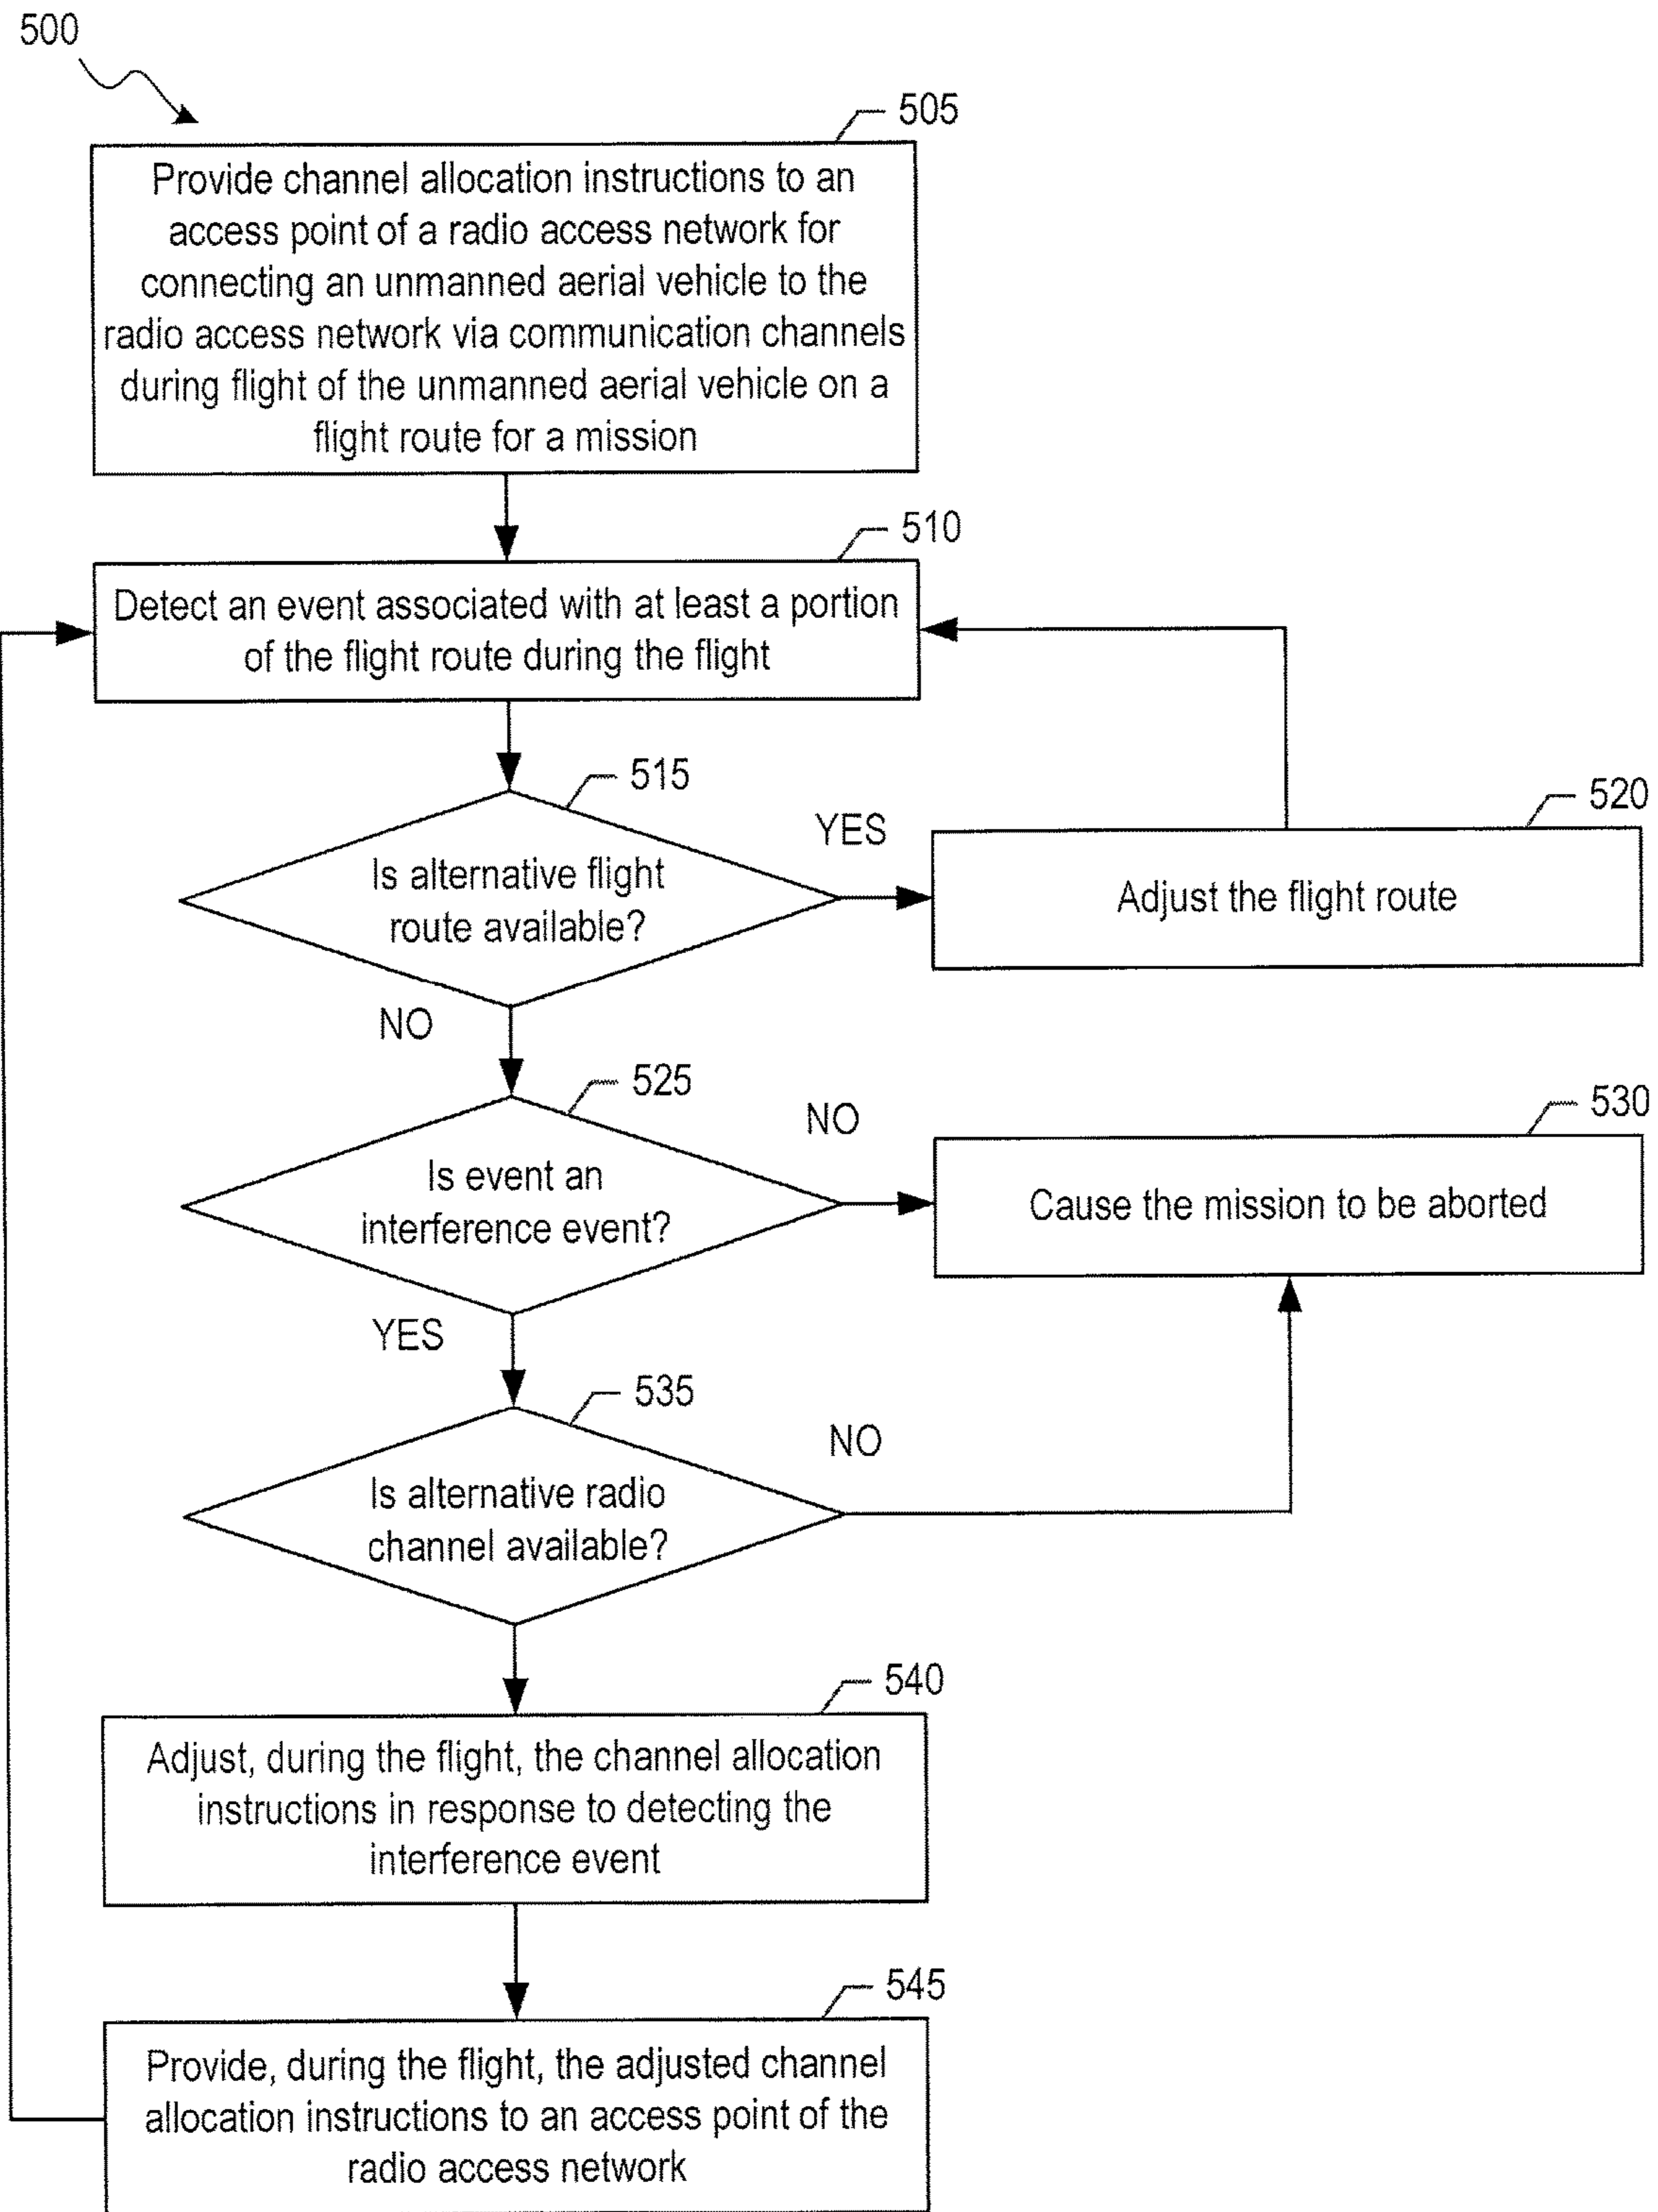 500
505
Provide channel allocation instructions to an
access point of a radio access network for
connecting an unmanned aerial vehicle to the
radio access network via communication channels
during flight of the unmanned aerial vehicle on a
flight route for a mission
510
Detect an event associated with at least a portion
of the flight route during the flight
515
Is alternative flight
route available?
YES
520
Adjust the flight route
NO
525
Is event an
interference event?
NO
530
Cause the mission to be aborted
YES
535
Is alternative radio
channel available?
NO
540
Adjust, during the flight, the channel allocation
instructions in response to detecting the
interference event
545
Provide, during the flight, the adjusted channel
allocation instructions to an access point of the
radio access network